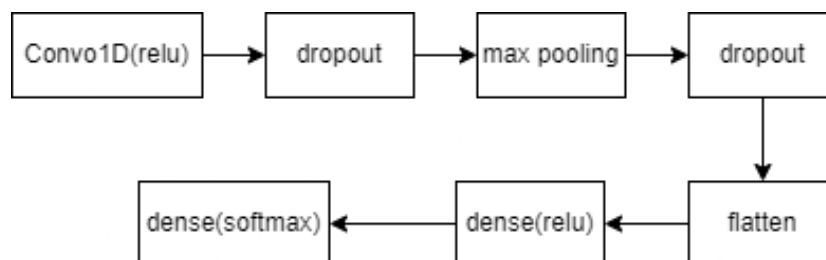 Convo1D(relu)
dropout
max pooling
dropout
flatten
dense(relu)
dense(softmax)